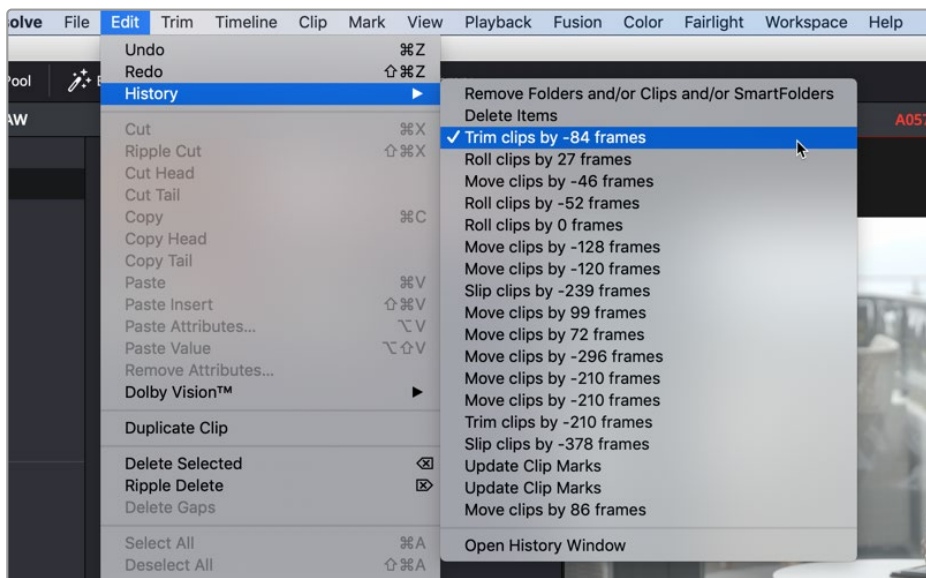 olve File Edit Trim Timeline Clip Mark View Playback Fusion Color Fairlight Workspace Help
Undo ⌘Z
Redo ⇧⌘Z
History ▶
Cut ⌘X
Ripple Cut ⇧⌘X
Cut Head
Cut Tail
Copy ⌘C
Copy Head
Copy Tail
Paste ⌘V
Paste Insert ⇧⌘V
Paste Attributes... ⌥V
Paste Value ⌥⇧V
Remove Attributes...
Dolby Vision™ ▶
Duplicate Clip
Delete Selected ⌫
Ripple Delete ⌦
Delete Gaps
Select All ⌘A
Deselect All ⇧⌘A
Remove Folders and/or Clips and/or SmartFolders
Delete Items
✓ Trim clips by -84 frames
Roll clips by 27 frames
Move clips by -46 frames
Roll clips by -52 frames
Roll clips by 0 frames
Move clips by -128 frames
Move clips by -120 frames
Slip clips by -239 frames
Move clips by 99 frames
Move clips by 72 frames
Move clips by -296 frames
Move clips by -210 frames
Move clips by -210 frames
Trim clips by -210 frames
Slip clips by -378 frames
Update Clip Marks
Update Clip Marks
Move clips by 86 frames
Open History Window
Pool
AW
A057